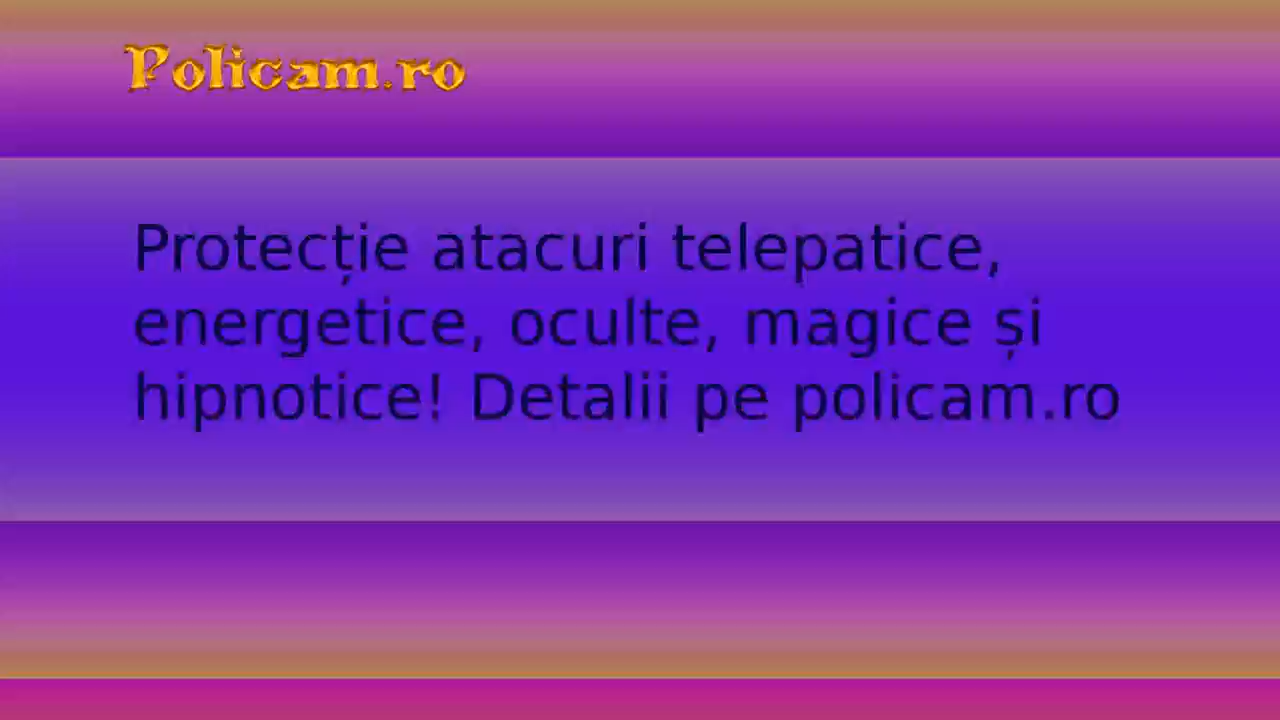 Policam.ro
Protecție atacuri telepatice,
energetice, oculte, magice și
hipnotice! Detalii pe policam.ro